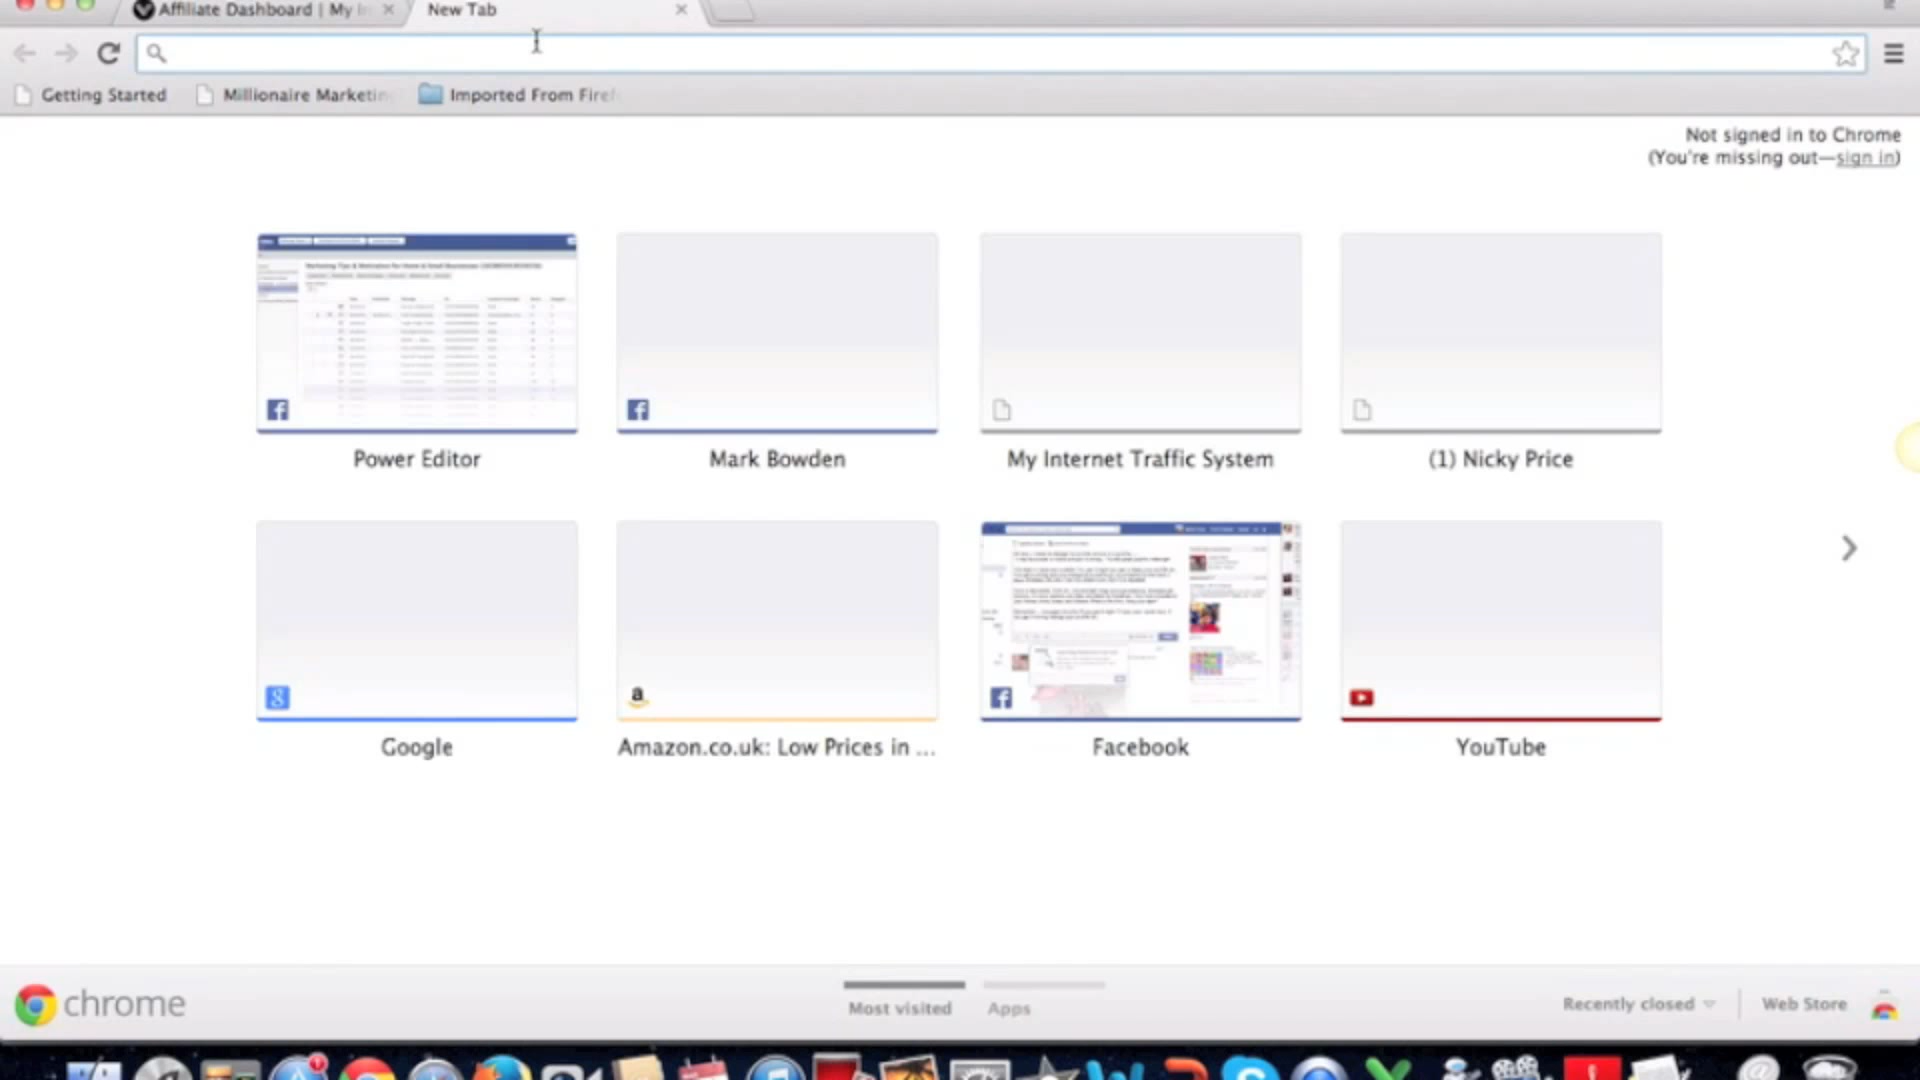 Affiliate Dashboard | My In
New Tab
Getting Started
Millionaire Marketin
Imported From Firef
Not signed in to Chrome
(You're missing out—sign in)
Power Editor
Mark Bowden
My Internet Traffic System
(1) Nicky Price
Google
Amazon.co.uk: Low Prices in ...
Facebook
YouTube
chrome
Most visited
Apps
Recently closed
Web Store